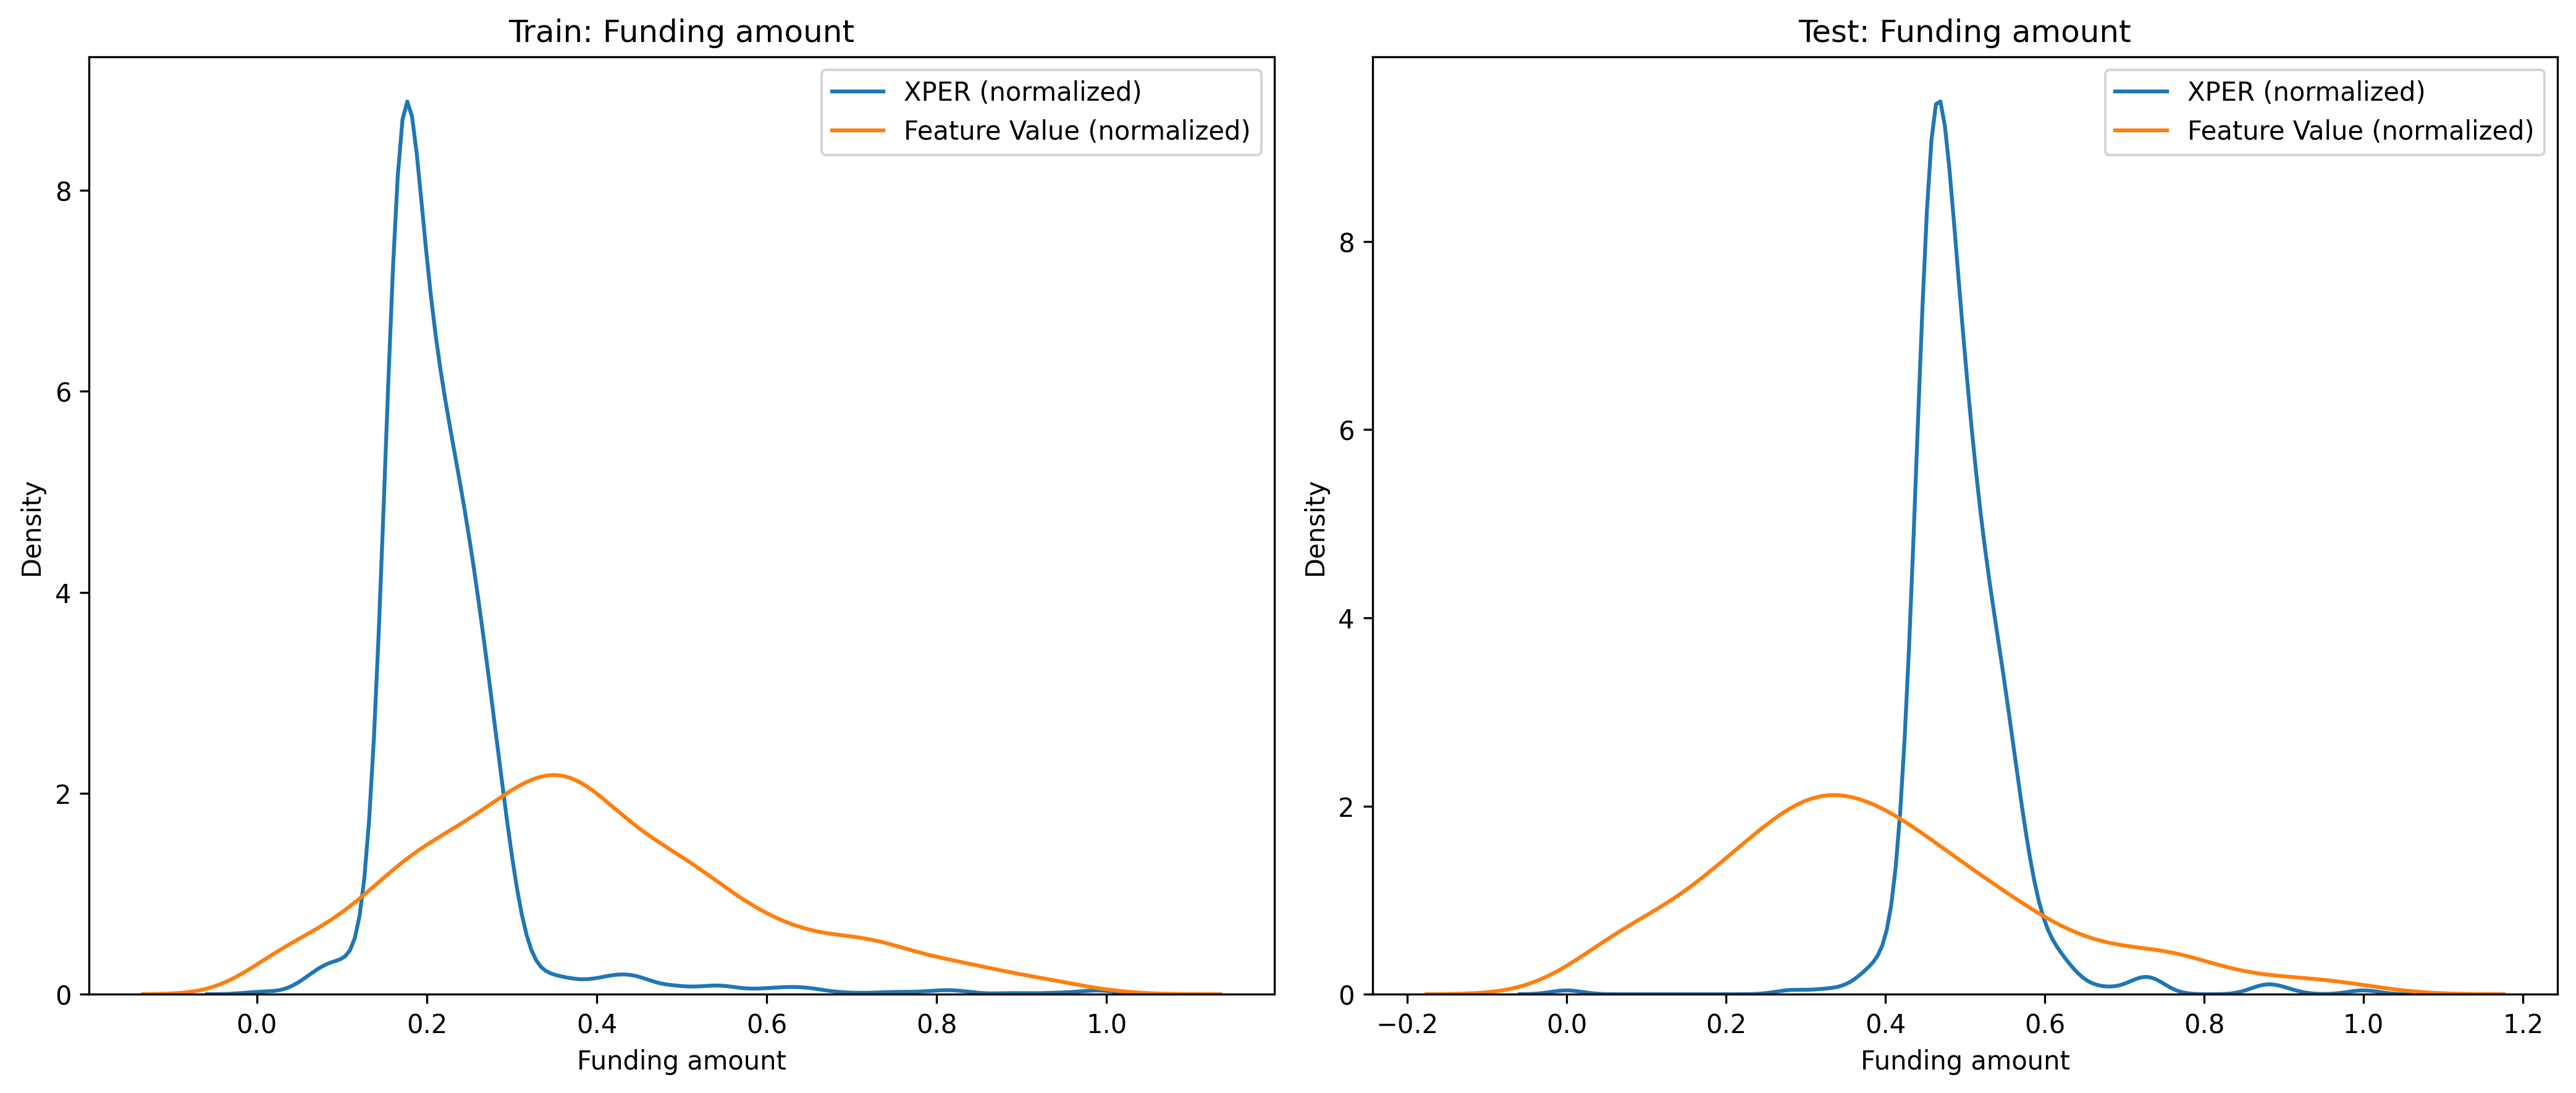 Train: Funding amount
XPER (normalized)
Feature Value (normalized)
Density
8
6
4
2
0
0.0 0.2 0.4 0.6 0.8 1.0
Funding amount
Test: Funding amount
XPER (normalized)
Feature Value (normalized)
Density
8
6
4
2
0
−0.2 0.0 0.2 0.4 0.6 0.8 1.0 1.2
Funding amount